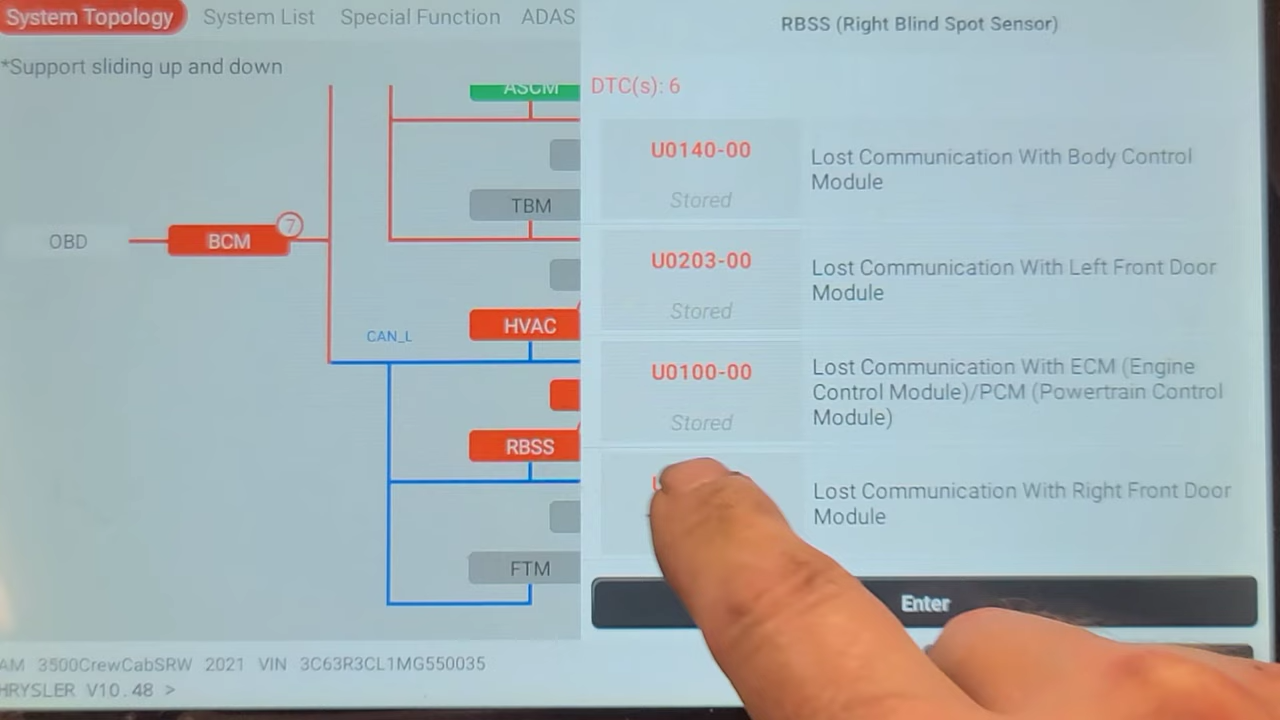 System Topology
System List
Special Function
ADAS
*Support sliding up and down
ASCM
TBM
OBD
BCM
7
HVAC
CAN_L
RBSS
FTM
AM 3500CrewCabSRW 2021 VIN 3C63R3CL1MG550035
HRYSLER V10.48 >
RBSS (Right Blind Spot Sensor)
DTC(s): 6
U0140-00
Stored
Lost Communication With Body Control
Module
U0203-00
Stored
Lost Communication With Left Front Door
Module
U0100-00
Stored
Lost Communication With ECM (Engine
Control Module)/PCM (Powertrain Control
Module)
Lost Communication With Right Front Door
Module
Enter